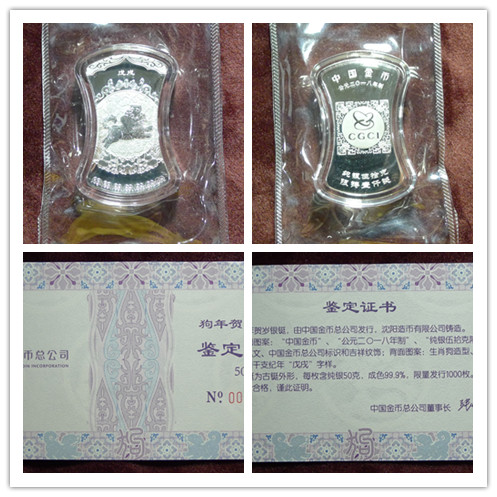 戊戌
中国金币
公元二〇一八年制
CGCI
纯银伍拾克
限铸壹仟枚
狗年贺
币总公司
鉴定
IN INCORPORATION
50
No 00
鉴定证书
贺岁银铤，由中国金币总公司发行，沈阳造币有限公司铸造。
图案：“中国金币”、“公元二〇一八年制”、“纯银伍拾克
文，中国金币总公司标识和吉祥纹饰；背面图案：生肖狗造型、
干支纪年“戊戌”字样。
为古铤外形，每枚含纯银50克，成色99.9%，限量发行1000枚。
合格，谨此证明。
中国金币总公司董事长